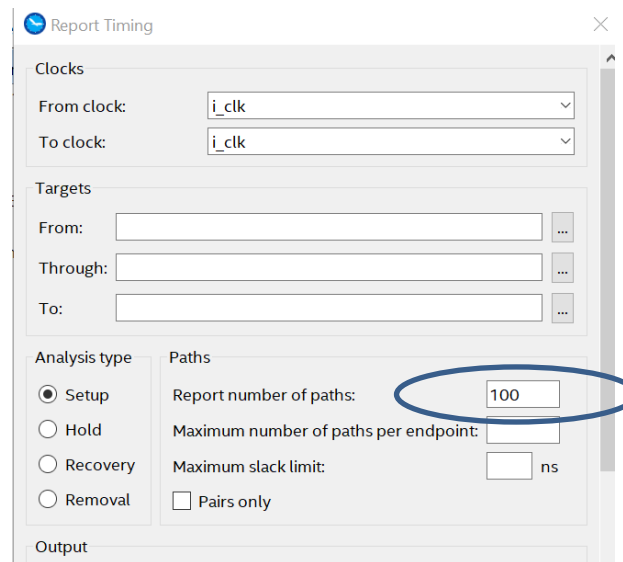 Report Timing
Clocks
From clock: i_clk
To clock: i_clk
Targets
From: ...
Through: ...
To: ...
Analysis type Paths
Setup Report number of paths: 100
Hold Maximum number of paths per endpoint:
Recovery Maximum slack limit: ns
Removal Pairs only
Output